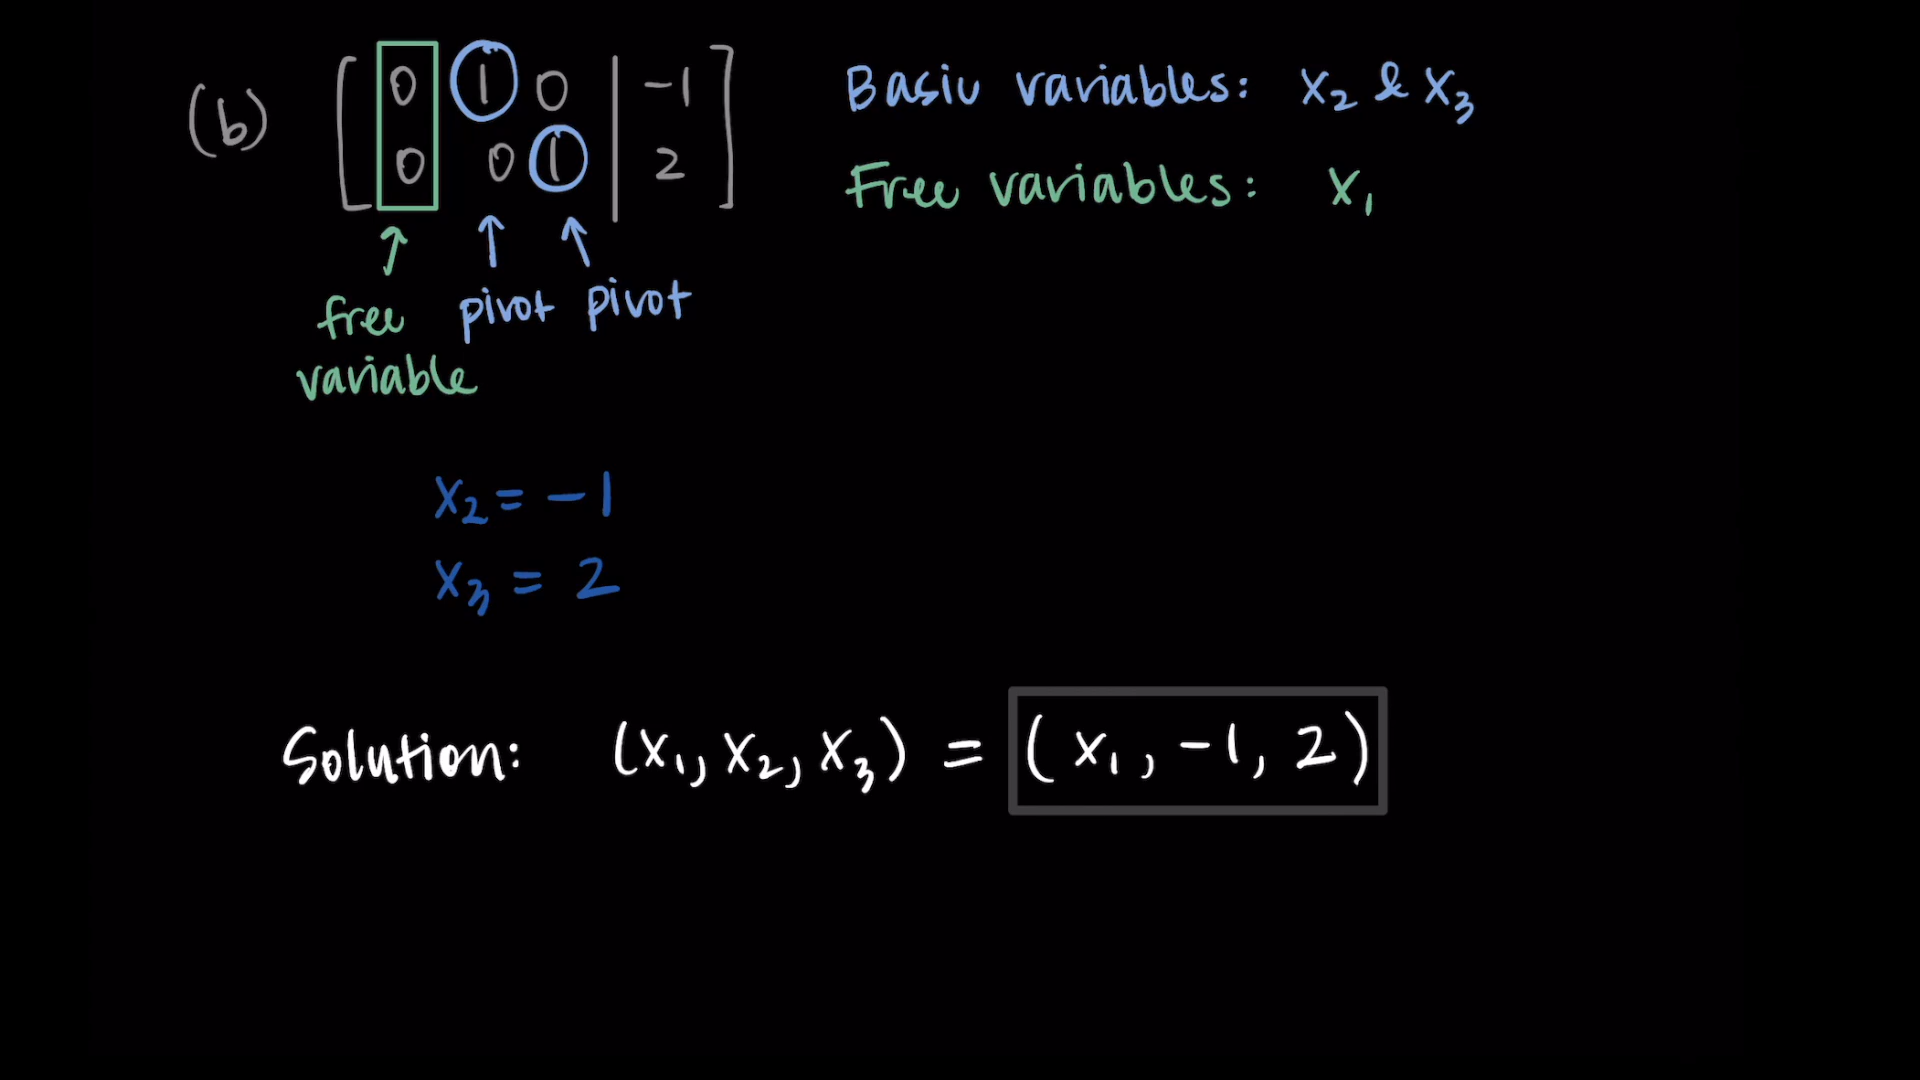 (b) [ 0 1 0 | -1 ]
[ 0 0 1 | 2 ]
Basic variables: x₂ & x₃
Free variables: x₁
free variable
pivot
pivot
x₂ = -1
x₃ = 2
Solution: (x₁, x₂, x₃) = (x₁, -1, 2)